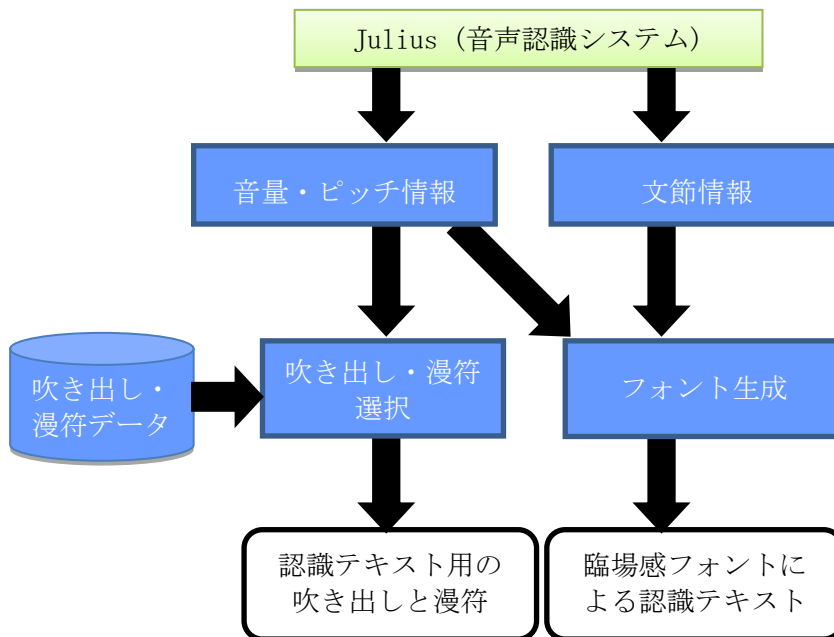 Julius（音声認識システム）
音量・ピッチ情報
文節情報
吹き出し・
漫符データ
吹き出し・漫符
選択
フォント生成
認識テキスト用の
吹き出しと漫符
臨場感フォントに
よる認識テキスト